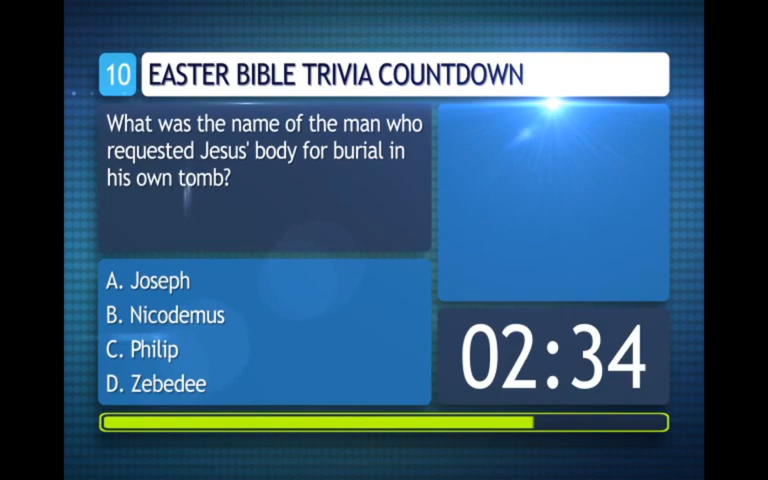 10 EASTER BIBLE TRIVIA COUNTDOWN
What was the name of the man who
requested Jesus' body for burial in
his own tomb?
A. Joseph
B. Nicodemus
C. Philip
D. Zebedee
02:34